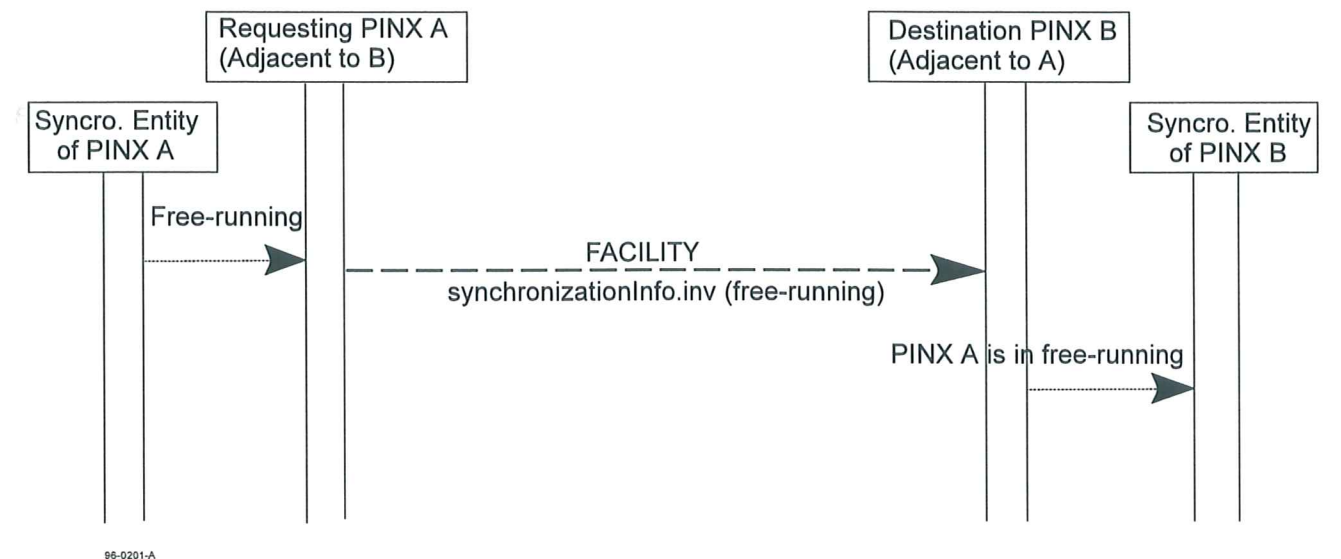 Requesting PINX A
(Adjacent to B)
Destination PINX B
(Adjacent to A)
Syncro. Entity
of PINX A
Syncro. Entity
of PINX B
Free-running
FACILITY
synchronizationInfo.inv (free-running)
PINX A is in free-running
96-0201-A